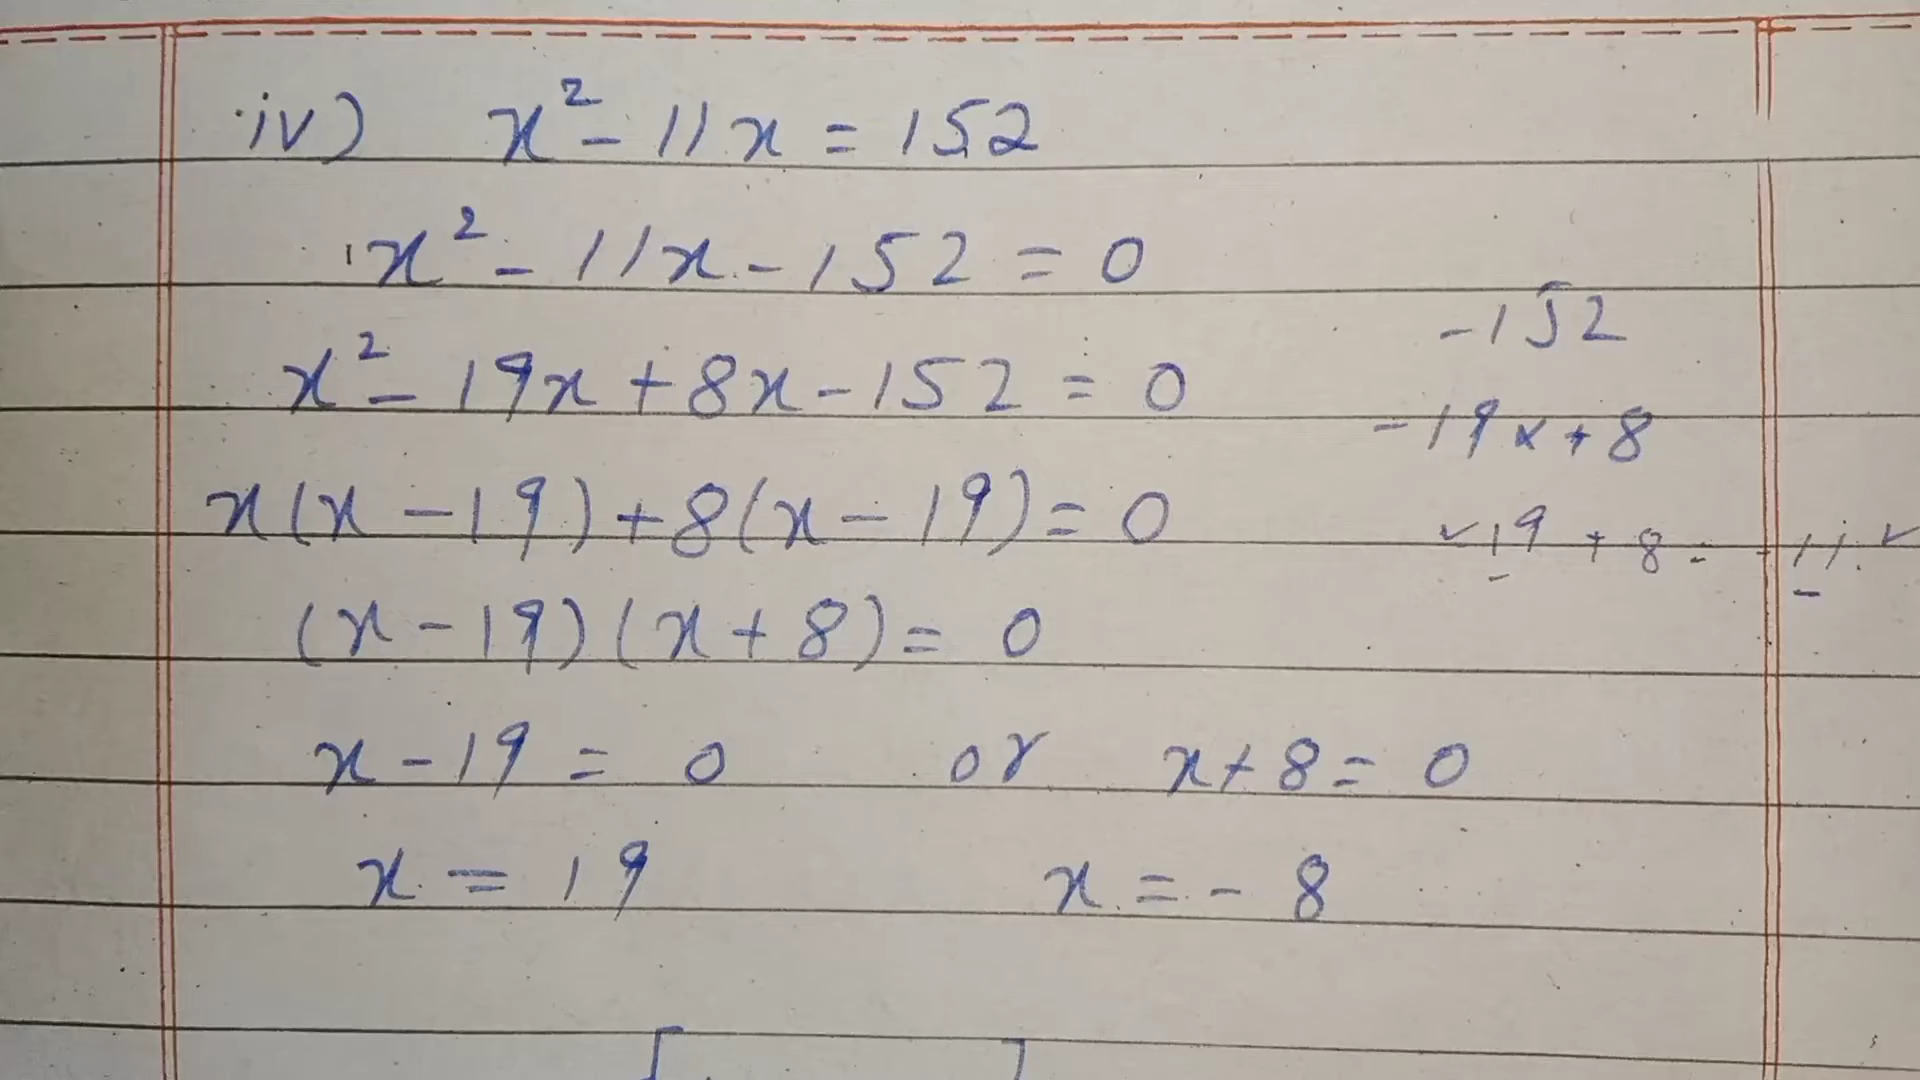 iv) x² - 11x = 152
x² - 11x - 152 = 0
x² - 19x + 8x - 152 = 0
x(x - 19) + 8(x - 19) = 0
(x - 19)(x + 8) = 0
x - 19 = 0 or x + 8 = 0
x = 19 x = - 8
-152
-19 x + 8
-19 + 8 = -11